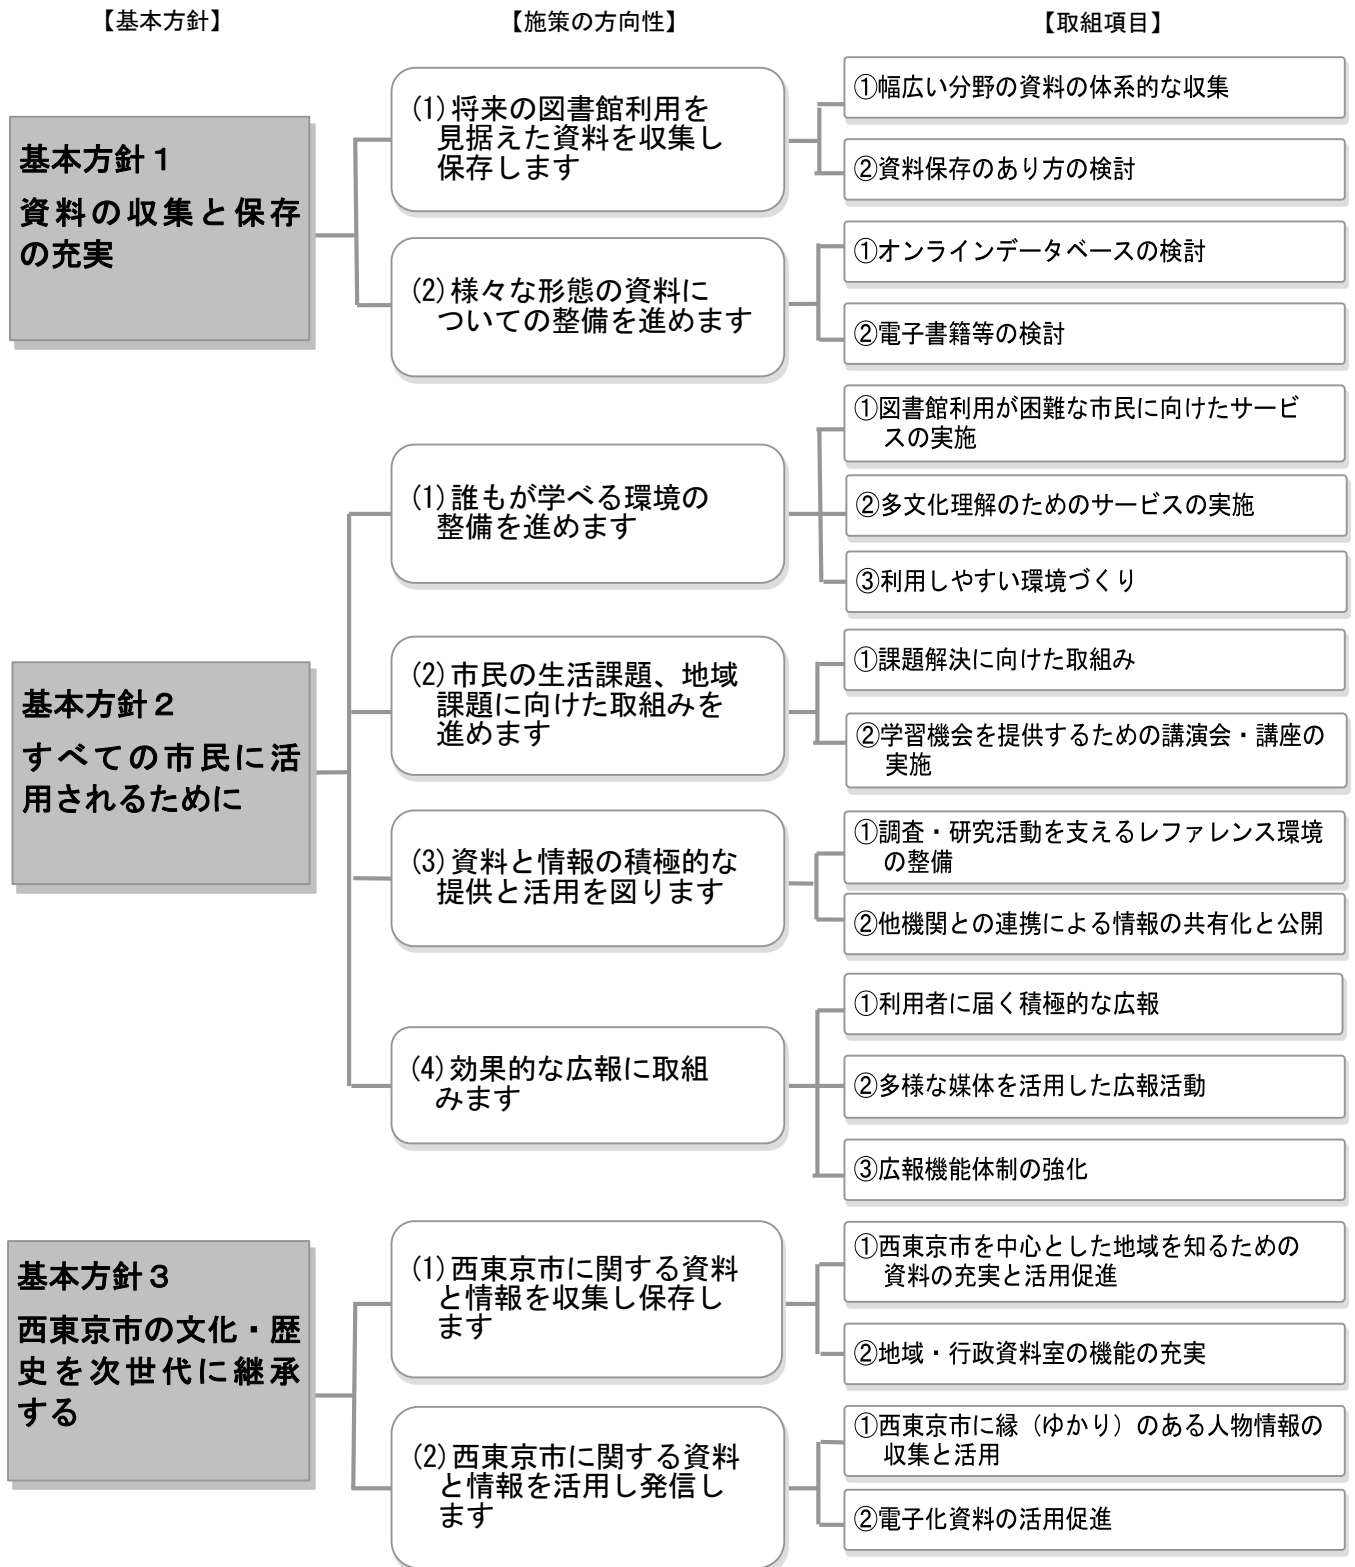 【基本方針】
【施策の方向性】
【取組項目】
基本方針１
資料の収集と保存
の充実
(1)将来の図書館利用を
見据えた資料を収集し
保存します
①幅広い分野の資料の体系的な収集
②資料保存のあり方の検討
(2)様々な形態の資料に
ついての整備を進めます
①オンラインデータベースの検討
②電子書籍等の検討
基本方針２
すべての市民に活
用されるために
(1)誰もが学べる環境の
整備を進めます
①図書館利用が困難な市民に向けたサービ
スの実施
②多文化理解のためのサービスの実施
③利用しやすい環境づくり
(2)市民の生活課題、地域
課題に向けた取組みを
進めます
①課題解決に向けた取組み
②学習機会を提供するための講演会・講座の
実施
(3)資料と情報の積極的な
提供と活用を図ります
①調査・研究活動を支えるレファレンス環境
の整備
②他機関との連携による情報の共有化と公開
(4)効果的な広報に取組
みます
①利用者に届く積極的な広報
②多様な媒体を活用した広報活動
③広報機能体制の強化
基本方針３
西東京市の文化・歴
史を次世代に継承
する
(1)西東京市に関する資料
と情報を収集し保存し
ます
①西東京市を中心とした地域を知るための
資料の充実と活用促進
②地域・行政資料室の機能の充実
(2)西東京市に関する資料
と情報を活用し発信し
ます
①西東京市に縁（ゆかり）のある人物情報の
収集と活用
②電子化資料の活用促進